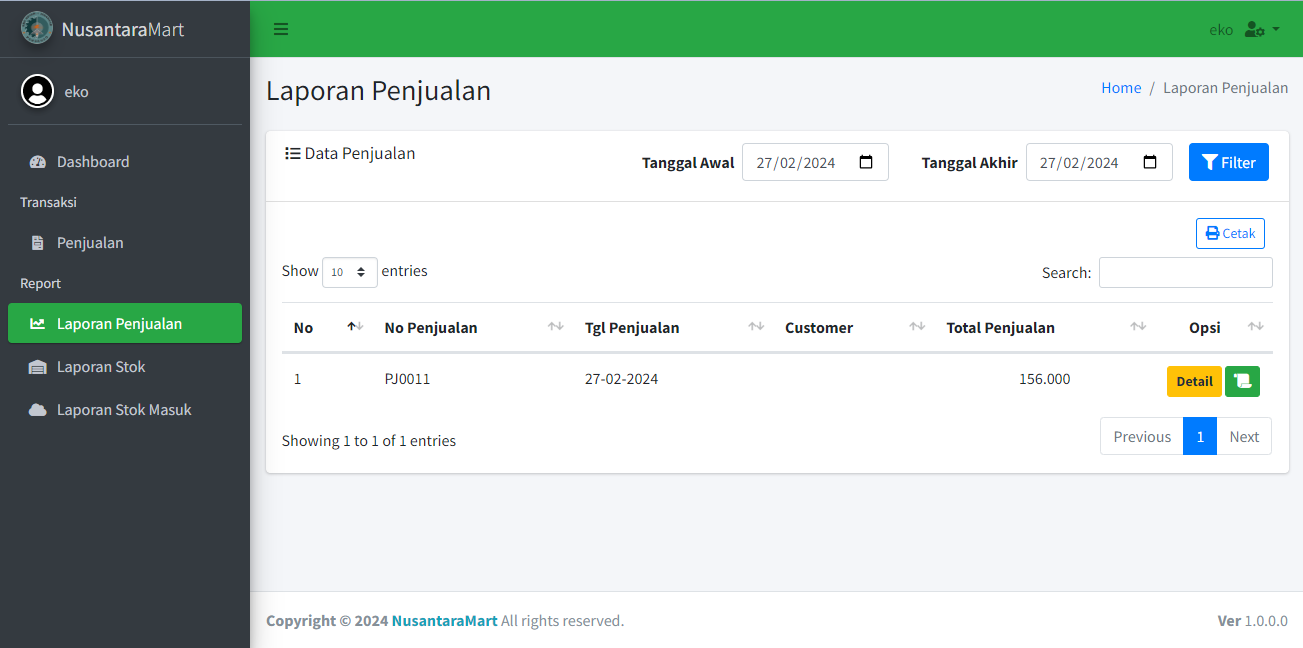 NusantaraMart
eko
eko
Dashboard
Transaksi
Penjualan
Report
Laporan Penjualan
Laporan Stok
Laporan Stok Masuk
Laporan Penjualan
Home / Laporan Penjualan
Data Penjualan
Tanggal Awal 27/02/2024 Tanggal Akhir 27/02/2024 Filter
Cetak
Show 10 entries Search:
No No Penjualan Tgl Penjualan Customer Total Penjualan Opsi
1 PJ0011 27-02-2024 156.000 Detail
Showing 1 to 1 of 1 entries Previous 1 Next
Copyright © 2024 NusantaraMart All rights reserved. Ver 1.0.0.0